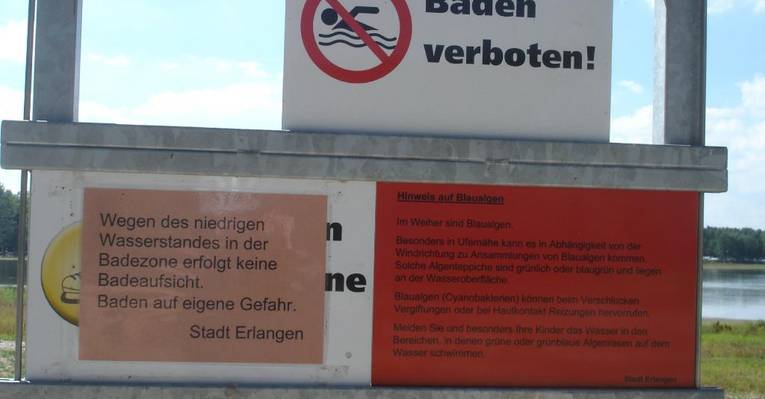 Baden
verboten!
Wegen des niedrigen
Wasserstandes in der
Badezone erfolgt keine
Badeaufsicht.
Baden auf eigene Gefahr.
Stadt Erlangen
n
ne
Hinweis auf Blaualgen
Im Weiher sind Blaualgen.
Besonders in Ufernähe kann es in Abhängigkeit von der
Windrichtung zu Ansammlungen von Blaualgen kommen.
Solche Algenteppiche sind grünlich oder blaugrün und liegen
an der Wasseroberfläche.
Blaualgen (Cyanobakterien) können beim Verschlucken
Vergiftungen oder bei Hautkontakt Reizungen hervorrufen.
Meiden Sie und besonders Ihre Kinder das Wasser in den
Bereichen, in denen grüne oder grünblaue Algenrasen auf dem
Wasser schwimmen.
Stadt Erlangen